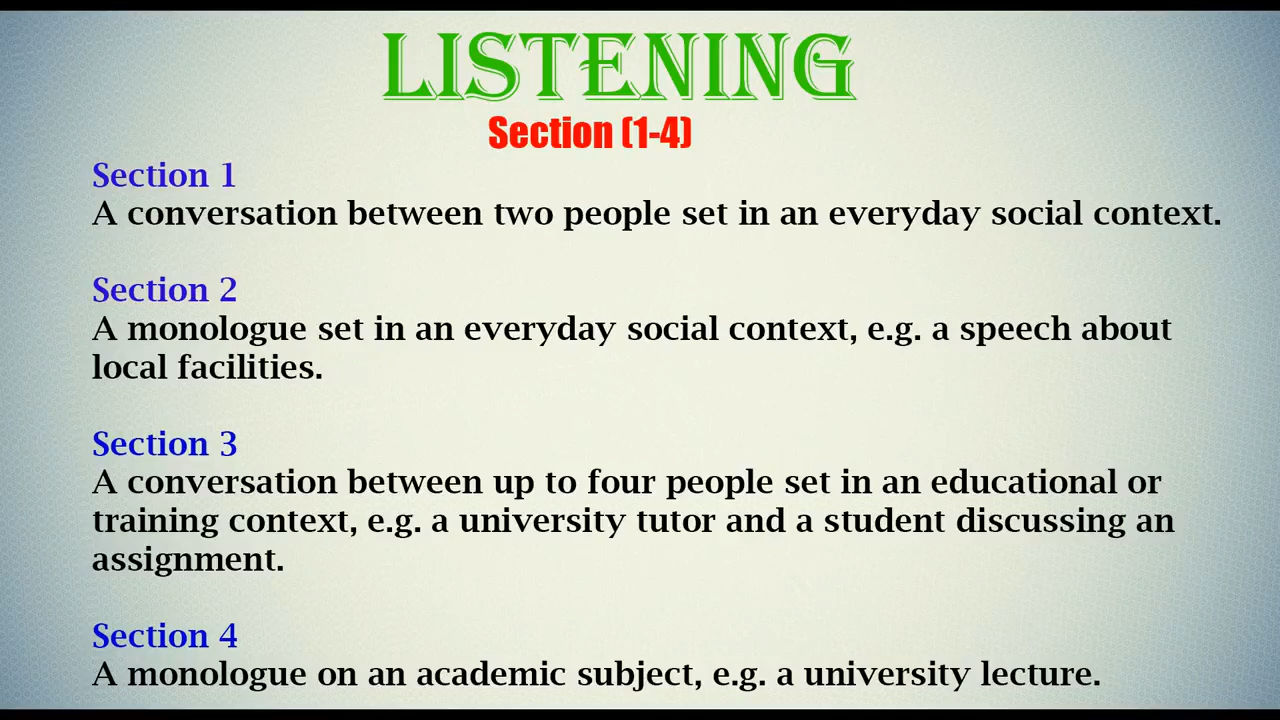 LISTENING
Section (1-4)
Section 1
A conversation between two people set in an everyday social context.
Section 2
A monologue set in an everyday social context, e.g. a speech about
local facilities.
Section 3
A conversation between up to four people set in an educational or
training context, e.g. a university tutor and a student discussing an
assignment.
Section 4
A monologue on an academic subject, e.g. a university lecture.